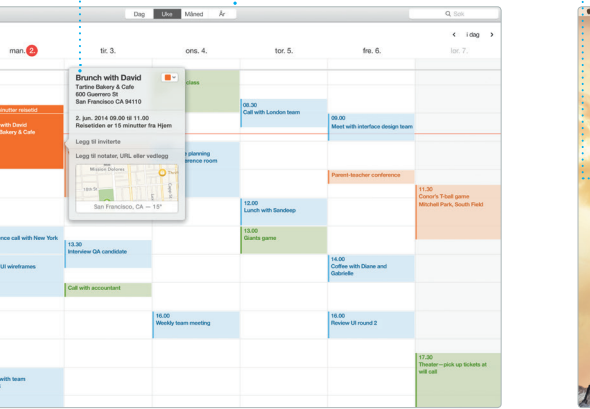 Dag Uke Måned År
Søk
i dag
man. 2. tir. 3. ons. 4. tor. 5. fre. 6. lør. 7.
Brunch with David
Tartine Bakery & Cafe
600 Guerrero St
San Francisco CA 94110
2. jun. 2014 09.00 til 11.00
Reisetiden er 15 minutter fra Hjem
Legg til inviterte
Legg til notater, URL eller vedlegg
Mission Dolores
San Francisco, CA — 15°
minutter reisetid
with David
Bakery & Cafe
class
08.30
Call with London team
09.00
Meet with interface design team
planning
erence room
Parent-teacher conference
11.30
Conor's T-ball game
Mitchell Park, South Field
12.00
Lunch with Sandeep
13.00
Giants game
nce call with New York
13.30
Interview QA candidate
UI wireframes
14.00
Coffee with Diane and
Gabrielle
Call with accountant
16.00
Weekly team meeting
16.00
Review UI round 2
17.30
Theater—pick up tickets at
will call
with team